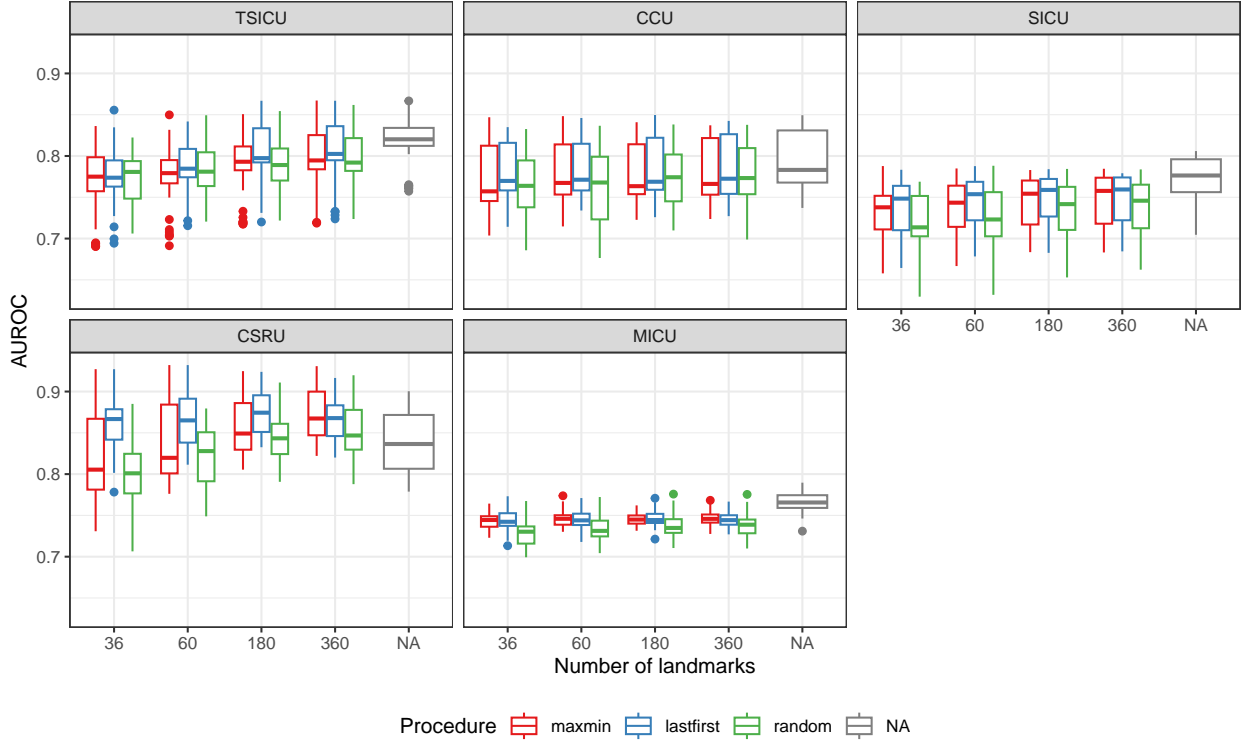 TSICU CCU SICU
0.9
0.8
0.7
36 60 180 360 NA
CSRU MICU
AUROC
0.9
0.8
0.7
36 60 180 360 NA 36 60 180 360 NA
Number of landmarks
Procedure maxmin lastfirst random NA